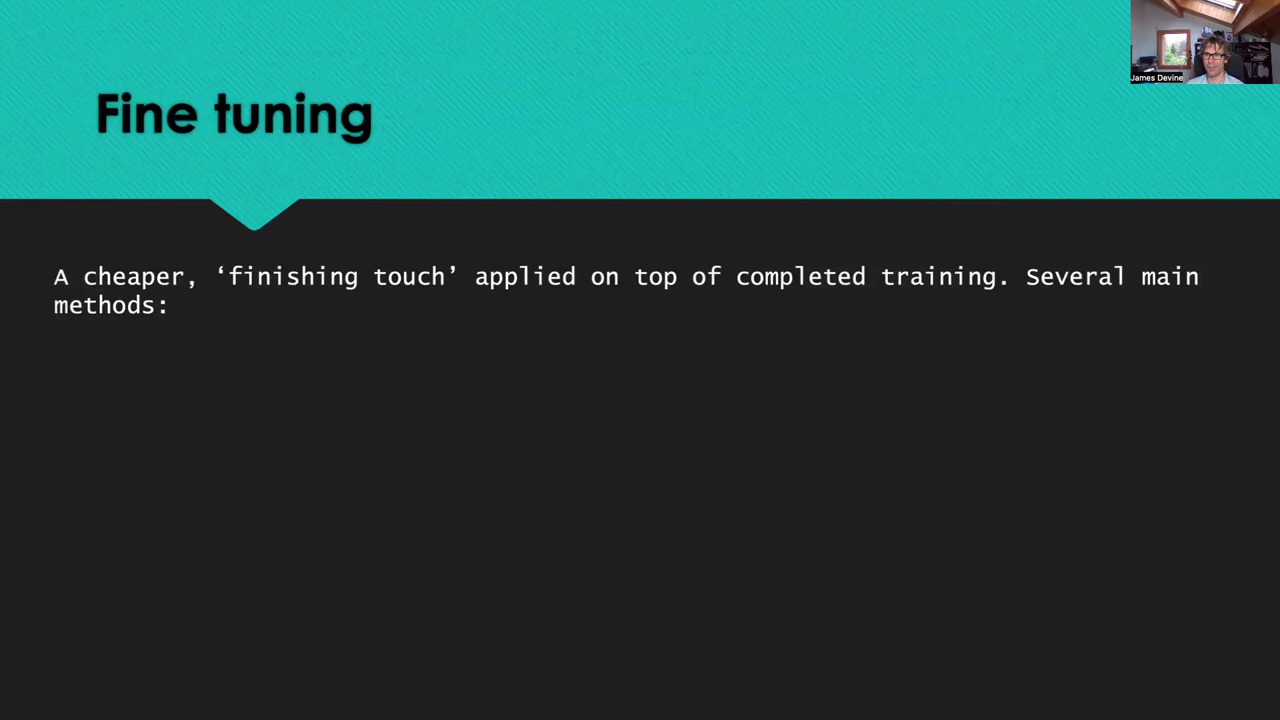 James Devine
Fine tuning
A cheaper, ‘finishing touch’ applied on top of completed training. Several main
methods: